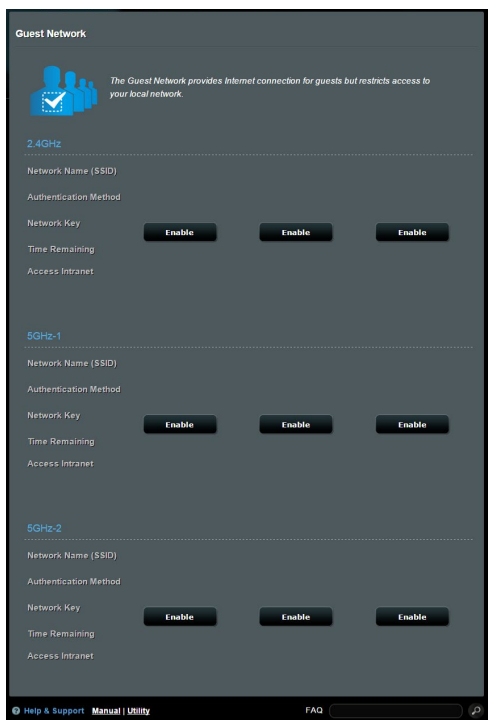 Guest Network
The Guest Network provides Internet connection for guests but restricts access to
your local network.
2.4GHz
Network Name (SSID)
Authentication Method
Network Key
Enable Enable Enable
Time Remaining
Access Intranet
5GHz-1
Network Name (SSID)
Authentication Method
Network Key
Enable Enable Enable
Time Remaining
Access Intranet
5GHz-2
Network Name (SSID)
Authentication Method
Network Key
Enable Enable Enable
Time Remaining
Access Intranet
? Help & Support Manual | Utility FAQ